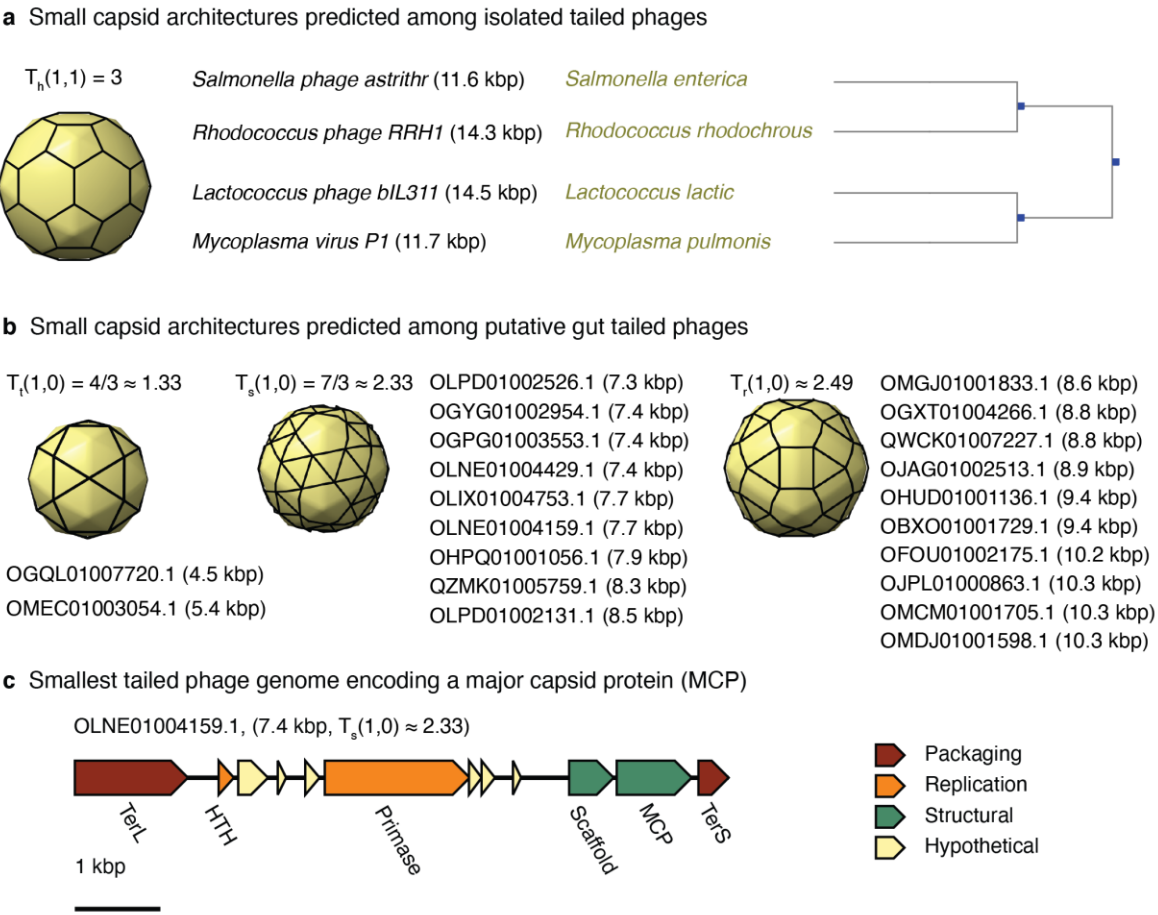 a Small capsid architectures predicted among isolated tailed phages
Th(1,1) = 3
Salmonella phage astrithr (11.6 kbp) Salmonella enterica
Rhodococcus phage RRH1 (14.3 kbp) Rhodococcus rhodochrous
Lactococcus phage bIL311 (14.5 kbp) Lactococcus lactic
Mycoplasma virus P1 (11.7 kbp) Mycoplasma pulmonis
b Small capsid architectures predicted among putative gut tailed phages
Tt(1,0) = 4/3 ≈ 1.33
OGQL01007720.1 (4.5 kbp)
OMEC01003054.1 (5.4 kbp)
Ts(1,0) = 7/3 ≈ 2.33
OLPD01002526.1 (7.3 kbp)
OGYG01002954.1 (7.4 kbp)
OGPG01003553.1 (7.4 kbp)
OLNE01004429.1 (7.4 kbp)
OLIX01004753.1 (7.7 kbp)
OLNE01004159.1 (7.7 kbp)
OHPQ01001056.1 (7.9 kbp)
QZMK01005759.1 (8.3 kbp)
OLPD01002131.1 (8.5 kbp)
Tr(1,0) ≈ 2.49
OMGJ01001833.1 (8.6 kbp)
OGXT01004266.1 (8.8 kbp)
QWCK01007227.1 (8.8 kbp)
OJAG01002513.1 (8.9 kbp)
OHUD01001136.1 (9.4 kbp)
OBXO01001729.1 (9.4 kbp)
OFOU01002175.1 (10.2 kbp)
OJPL01000863.1 (10.3 kbp)
OMCM01001705.1 (10.3 kbp)
OMDJ01001598.1 (10.3 kbp)
c Smallest tailed phage genome encoding a major capsid protein (MCP)
OLNE01004159.1, (7.4 kbp, Ts(1,0) ≈ 2.33)
TerL
HTH
Primase
Scaffold
MCP
TerS
1 kbp
Packaging
Replication
Structural
Hypothetical